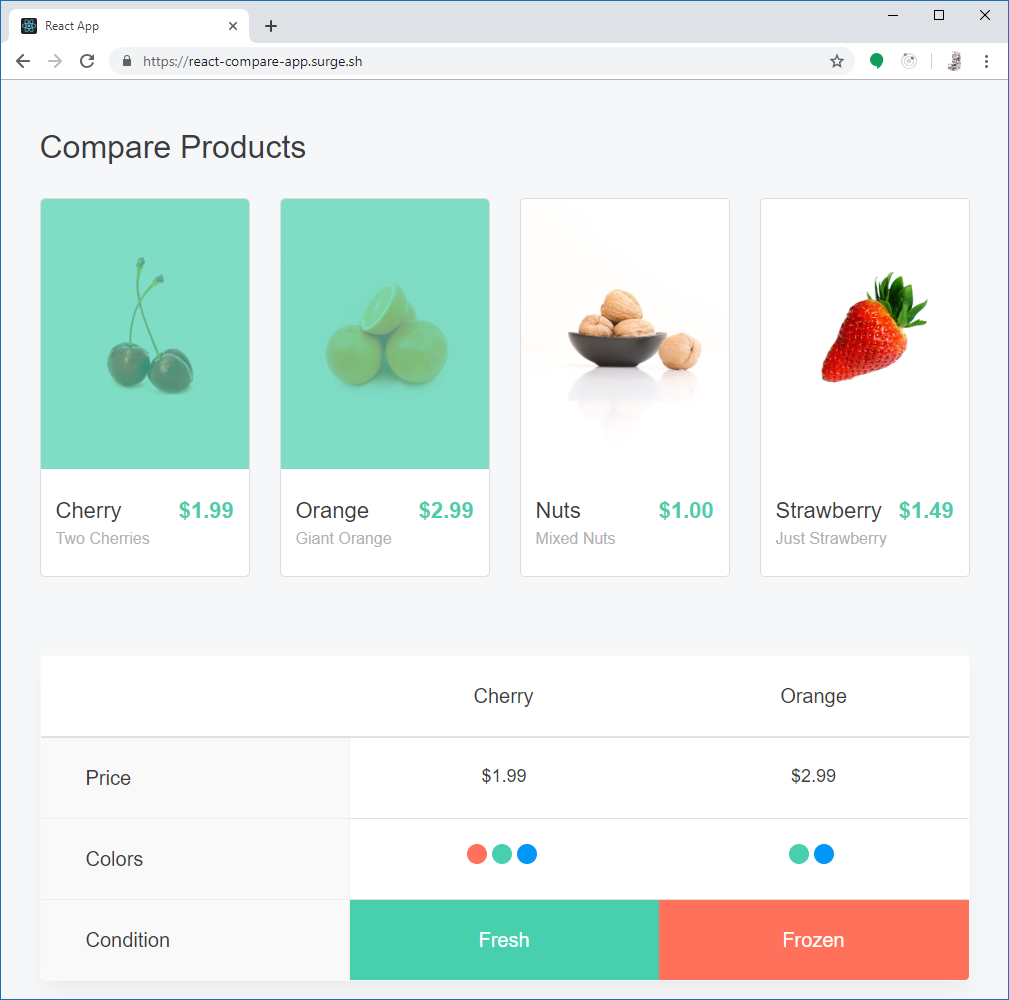 React App
https://react-compare-app.surge.sh
Compare Products
Cherry $1.99
Two Cherries
Orange $2.99
Giant Orange
Nuts $1.00
Mixed Nuts
Strawberry $1.49
Just Strawberry
Cherry Orange
Price $1.99 $2.99
Colors
Condition Fresh Frozen